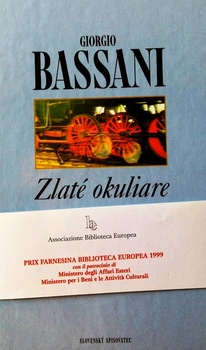 GIORGIO
BASSANI
Zlaté okuliare
Associazione Biblioteca Europea
PRIX FARNESINA BIBLIOTECA EUROPEA 1999
con il patrocinio di
Ministero degli Affari Esteri
Ministero per i Beni e le Attività Culturali
SLOVENSKÝ SPISOVATEĽ